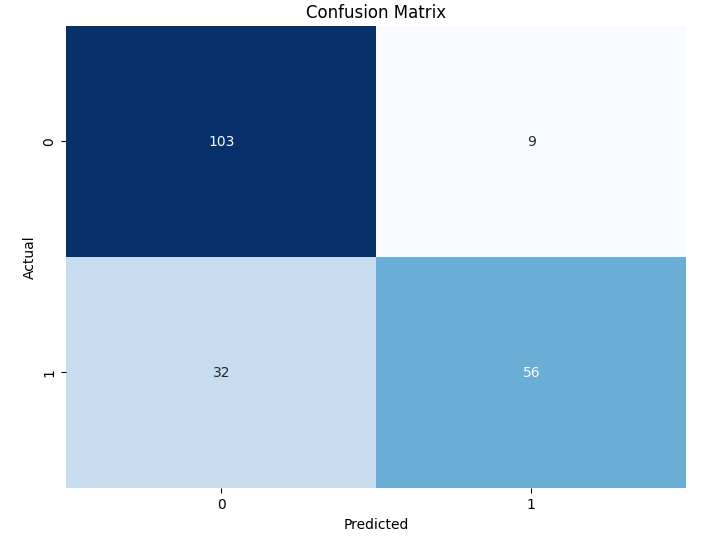 Confusion Matrix
0
103
9
Actual
1
32
56
0
1
Predicted